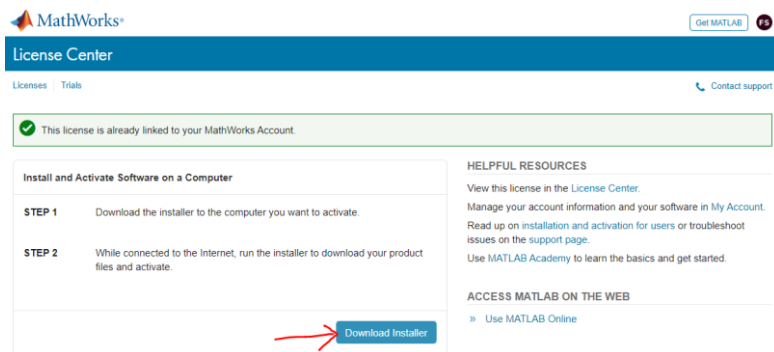 MathWorks®
Get MATLAB
FS
License Center
Licenses | Trials
Contact support
This license is already linked to your MathWorks Account.
Install and Activate Software on a Computer
STEP 1 Download the installer to the computer you want to activate.
STEP 2 While connected to the Internet, run the installer to download your product
files and activate.
Download Installer
HELPFUL RESOURCES
View this license in the License Center.
Manage your account information and your software in My Account.
Read up on installation and activation for users or troubleshoot
issues on the support page.
Use MATLAB Academy to learn the basics and get started.
ACCESS MATLAB ON THE WEB
» Use MATLAB Online